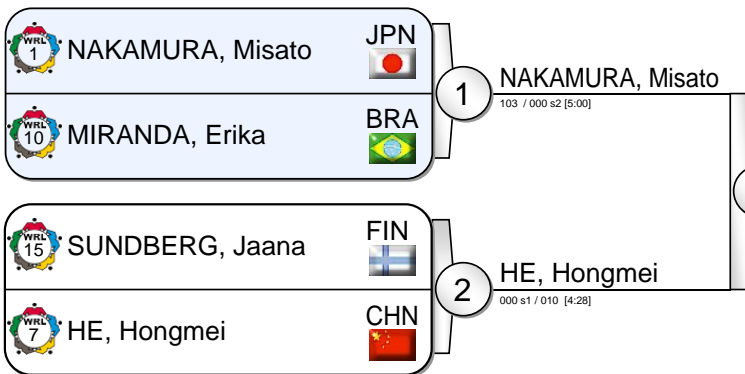 WRL
1
NAKAMURA, Misato
JPN
WRL
10
MIRANDA, Erika
BRA
1
NAKAMURA, Misato
103 / 000 s2 [5:00]
WRL
15
SUNDBERG, Jaana
FIN
WRL
7
HE, Hongmei
CHN
2
HE, Hongmei
000 s1 / 010 [4:28]